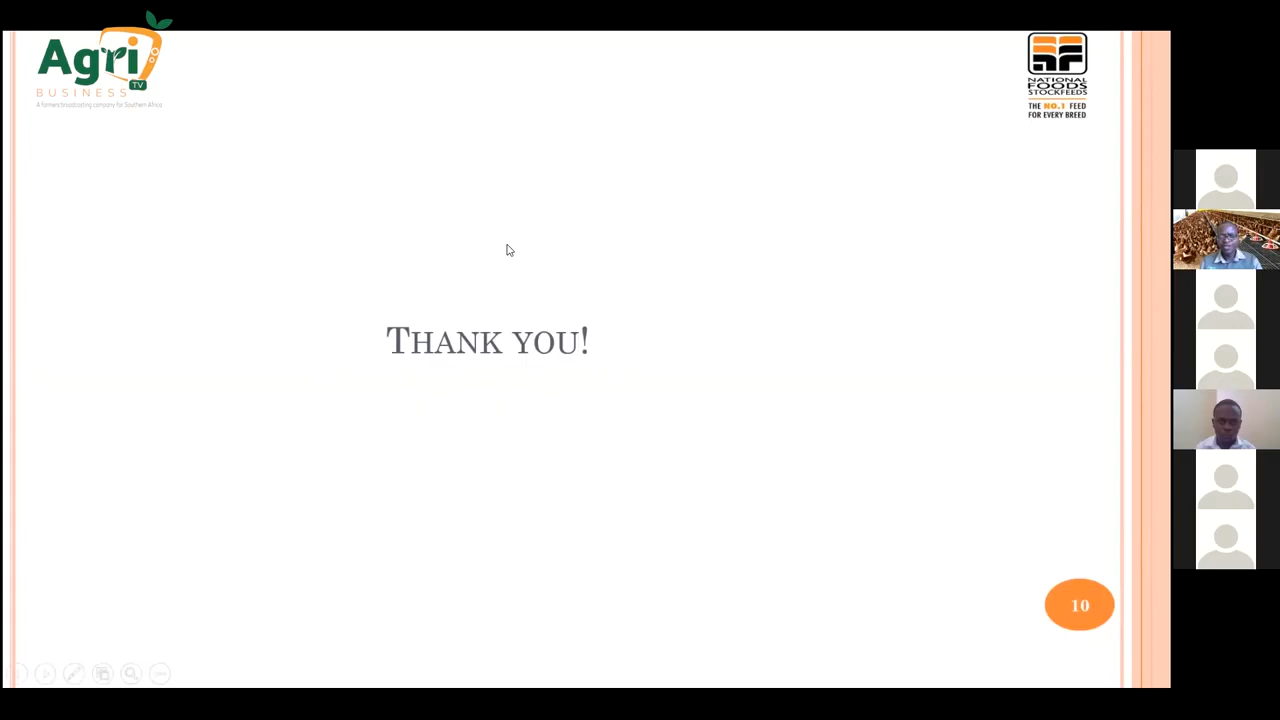 Agri
TV
BUSINESS
A farmers broadcasting company for Southern Africa
NATIONAL
FOODS
STOCKFEEDS
THE NO.1 FEED
FOR EVERY BREED
THANK YOU!
10